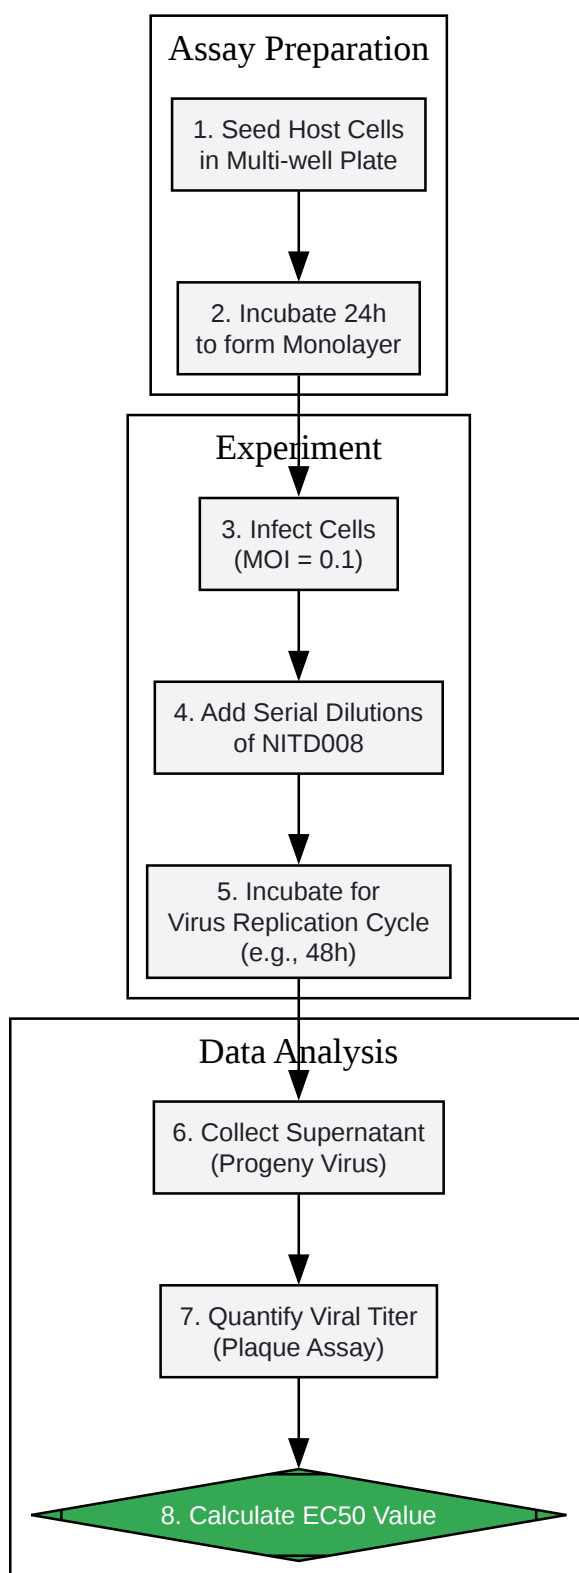 Assay Preparation
1. Seed Host Cells
in Multi-well Plate
2. Incubate 24h
to form Monolayer
Experiment
3. Infect Cells
(MOI = 0.1)
4. Add Serial Dilutions
of NITD008
5. Incubate for
Virus Replication Cycle
(e.g., 48h)
Data Analysis
6. Collect Supernatant
(Progeny Virus)
7. Quantify Viral Titer
(Plaque Assay)
8. Calculate EC50 Value